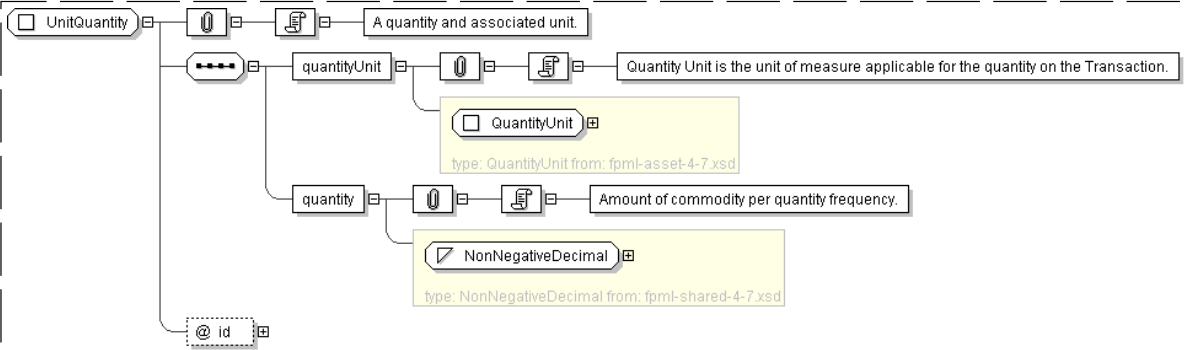 UnitQuantity
A quantity and associated unit.
quantityUnit
Quantity Unit is the unit of measure applicable for the quantity on the Transaction.
QuantityUnit
type: QuantityUnit from: fpml-asset-4-7.xsd
quantity
Amount of commodity per quantity frequency.
NonNegativeDecimal
type: NonNegativeDecimal from: fpml-shared-4-7.xsd
@ id